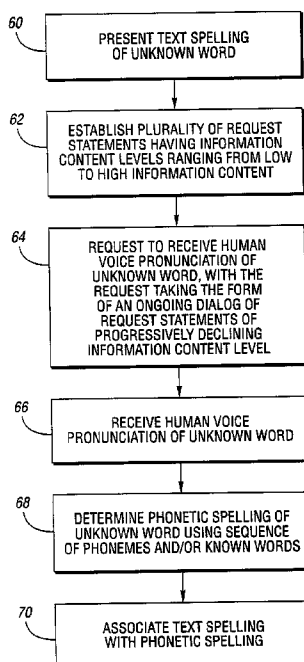 60
PRESENT TEXT SPELLING
OF UNKNOWN WORD
62
ESTABLISH PLURALITY OF REQUEST
STATEMENTS HAVING INFORMATION
CONTENT LEVELS RANGING FROM LOW
TO HIGH INFORMATION CONTENT
64
REQUEST TO RECEIVE HUMAN
VOICE PRONUNCIATION OF
UNKNOWN WORD, WITH THE
REQUEST TAKING THE FORM
OF AN ONGOING DIALOG OF
REQUEST STATEMENTS OF
PROGRESSIVELY DECLINING
INFORMATION CONTENT LEVEL
66
RECEIVE HUMAN VOICE
PRONUNCIATION OF UNKNOWN WORD
68
DETERMINE PHONETIC SPELLING OF
UNKNOWN WORD USING SEQUENCE
OF PHONEMES AND/OR KNOWN WORDS
70
ASSOCIATE TEXT SPELLING
WITH PHONETIC SPELLING